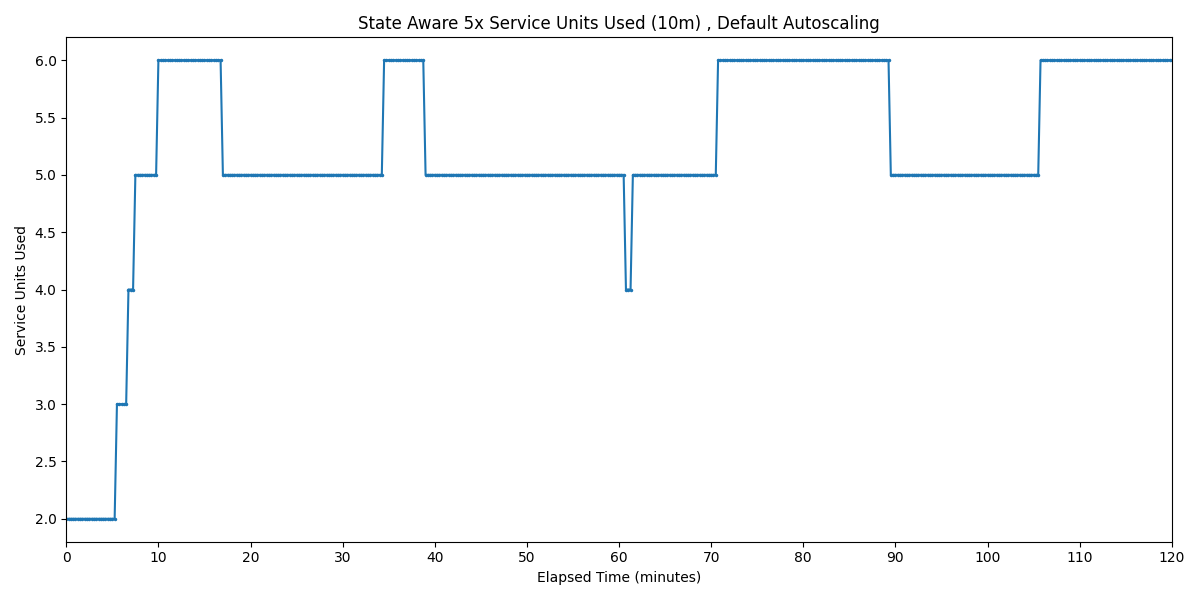 State Aware 5x Service Units Used (10m) , Default Autoscaling
6.0
5.5
5.0
4.5
4.0
3.5
3.0
2.5
2.0
Service Units Used
0 10 20 30 40 50 60 70 80 90 100 110 120
Elapsed Time (minutes)